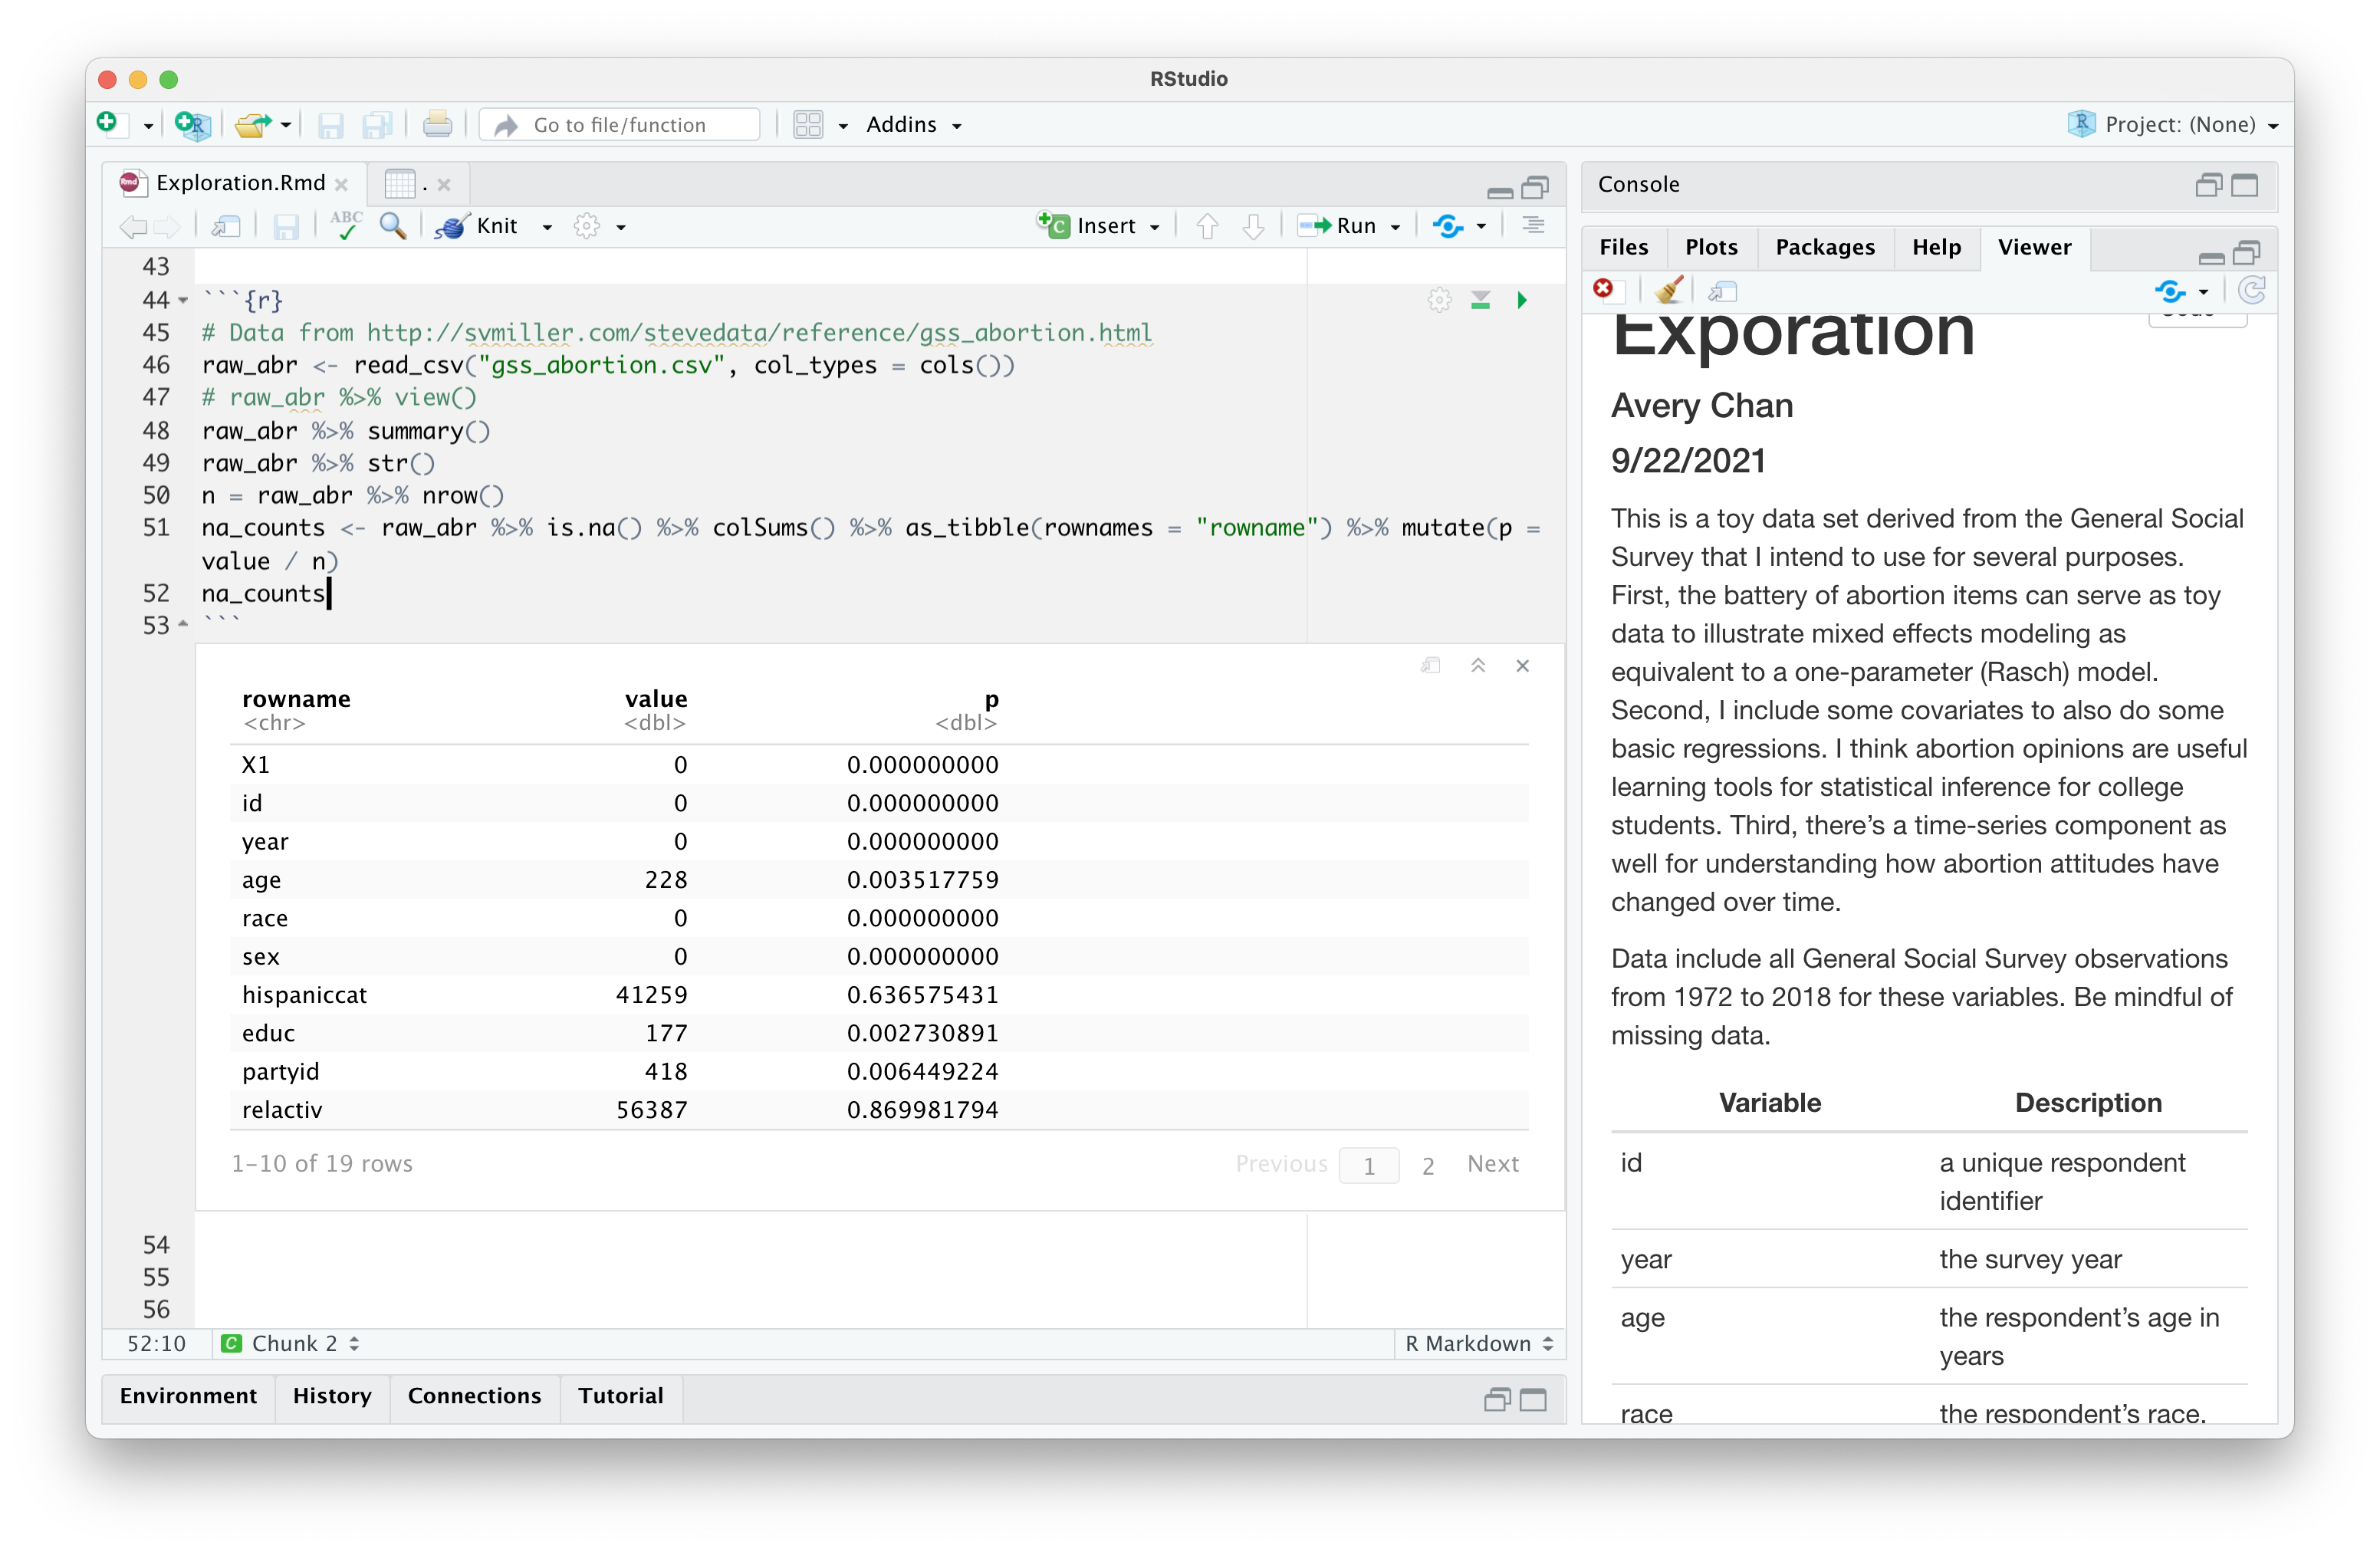 RStudio
Go to file/function
Addins
Project: (None)
Exploration.Rmd
.
ABC
Knit
Insert
Run
43
44 ```{r}
45 # Data from http://svmiller.com/stevedata/reference/gss_abortion.html
46 raw_abr <- read_csv("gss_abortion.csv", col_types = cols())
47 # raw_abr %>% view()
48 raw_abr %>% summary()
49 raw_abr %>% str()
50 n = raw_abr %>% nrow()
51 na_counts <- raw_abr %>% is.na() %>% colSums() %>% as_tibble(rownames = "rowname") %>% mutate(p =
value / n)
52 na_counts
53 ```
rowname value p
<chr> <dbl> <dbl>
X1 0 0.000000000
id 0 0.000000000
year 0 0.000000000
age 228 0.003517759
race 0 0.000000000
sex 0 0.000000000
hispaniccat 41259 0.636575431
educ 177 0.002730891
partyid 418 0.006449224
relactiv 56387 0.869981794
1-10 of 19 rows Previous 1 2 Next
54
55
56
52:10 Chunk 2 R Markdown
Environment History Connections Tutorial
Console
Files Plots Packages Help Viewer
Exporation
Avery Chan
9/22/2021
This is a toy data set derived from the General Social
Survey that I intend to use for several purposes.
First, the battery of abortion items can serve as toy
data to illustrate mixed effects modeling as
equivalent to a one-parameter (Rasch) model.
Second, I include some covariates to also do some
basic regressions. I think abortion opinions are useful
learning tools for statistical inference for college
students. Third, there’s a time-series component as
well for understanding how abortion attitudes have
changed over time.
Data include all General Social Survey observations
from 1972 to 2018 for these variables. Be mindful of
missing data.
Variable Description
id a unique respondent
identifier
year the survey year
age the respondent’s age in
years
race the respondent’s race.